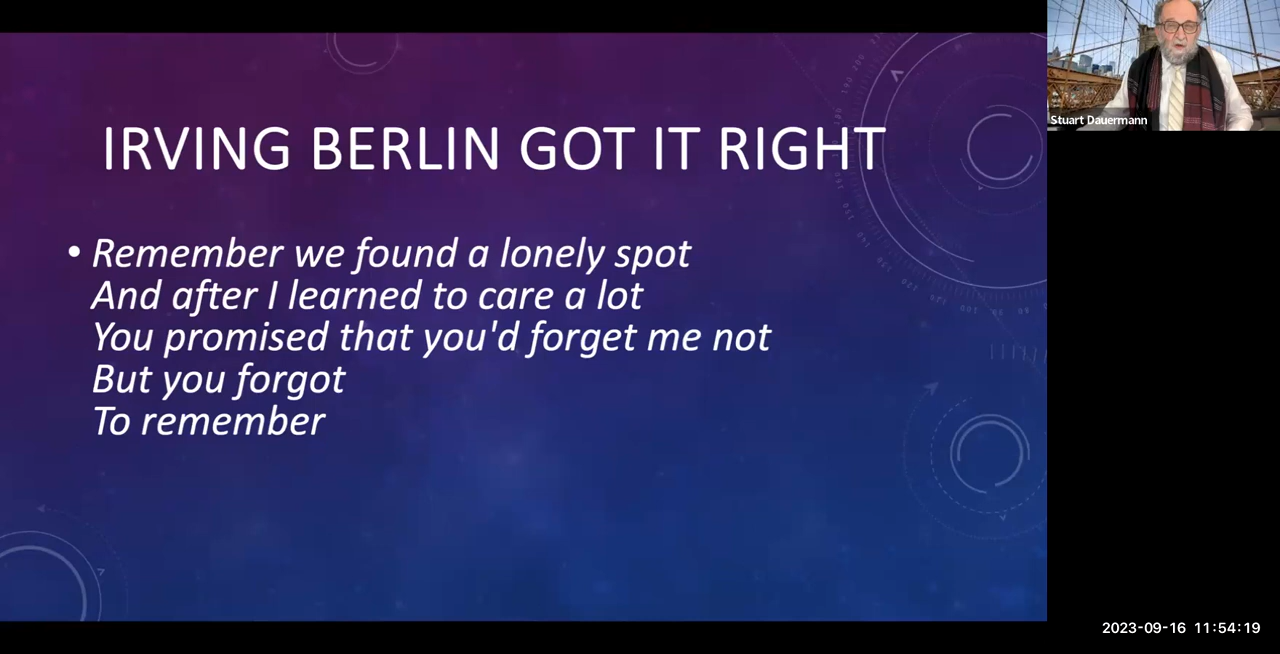 IRVING BERLIN GOT IT RIGHT
• Remember we found a lonely spot
And after I learned to care a lot
You promised that you'd forget me not
But you forgot
To remember
Stuart Dauermann
2023-09-16 11:54:19